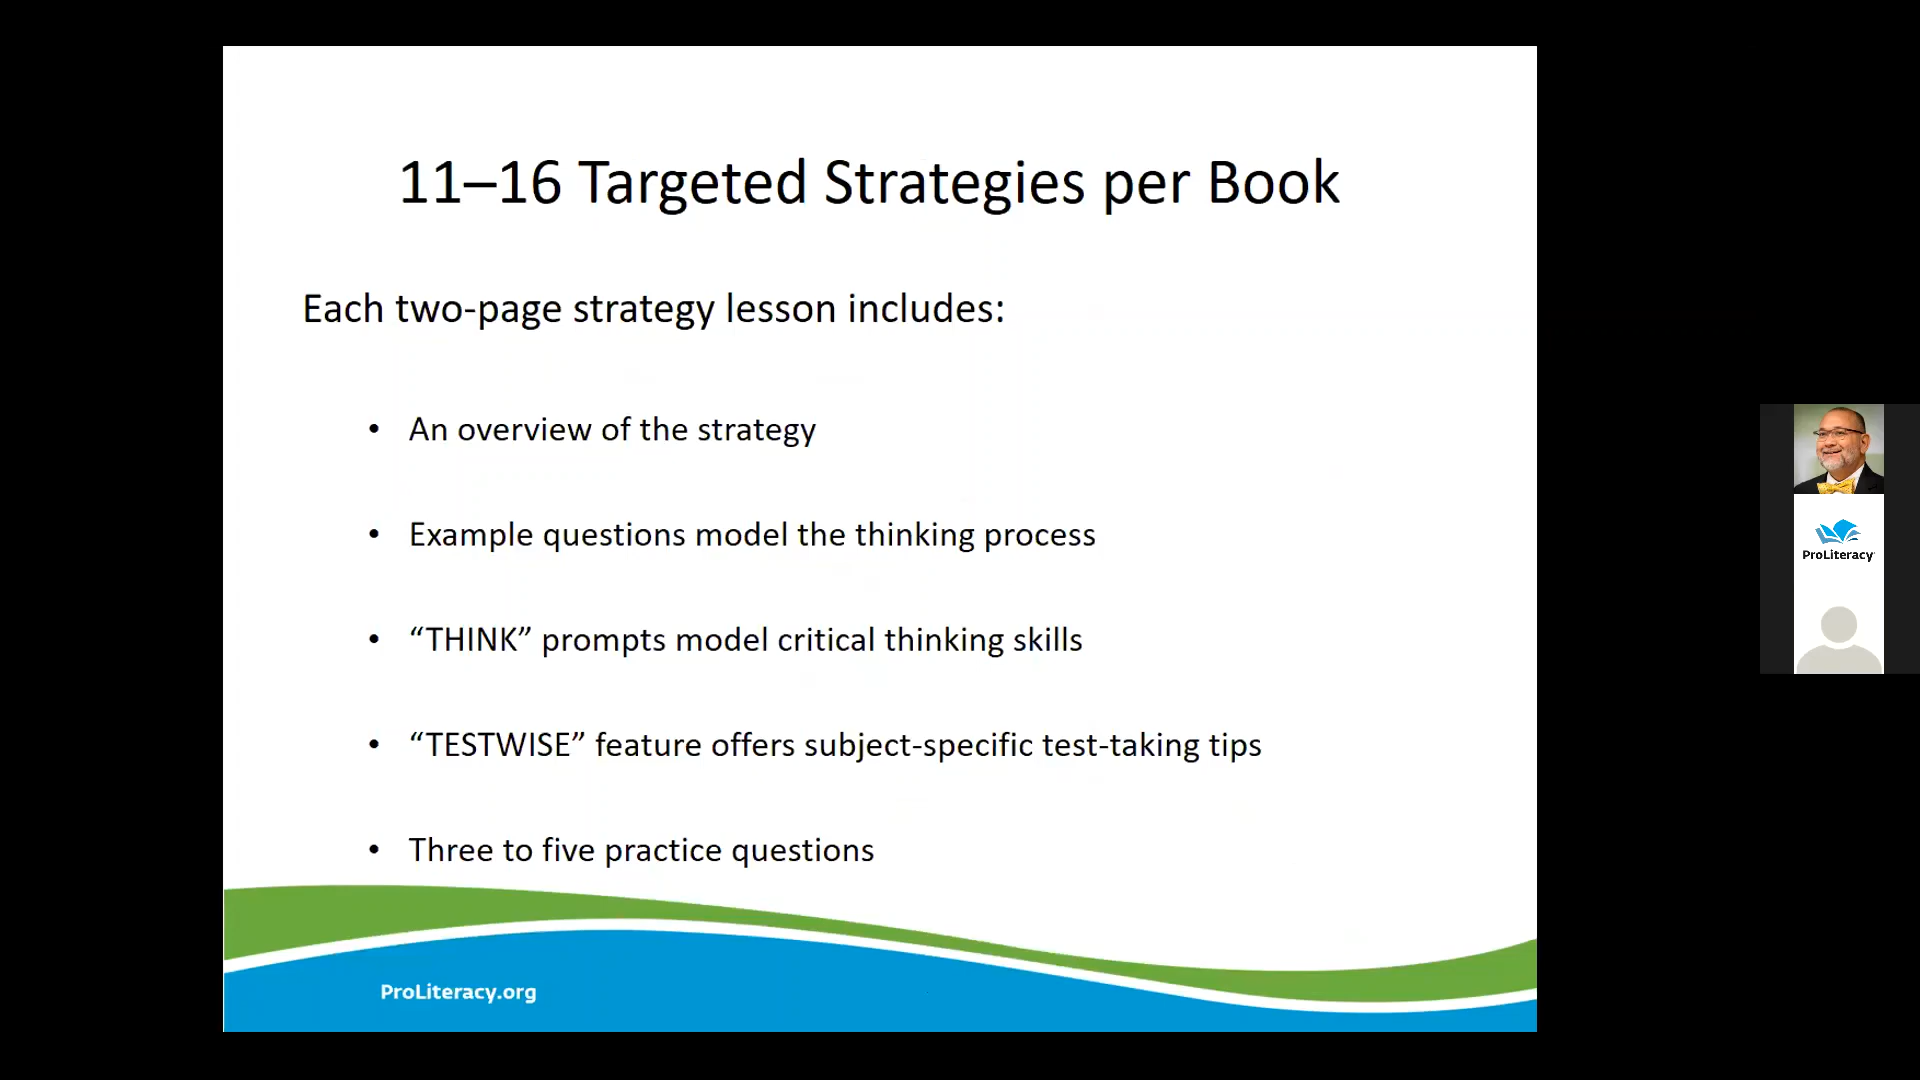 11–16 Targeted Strategies per Book
Each two-page strategy lesson includes:
• An overview of the strategy
• Example questions model the thinking process
• “THINK” prompts model critical thinking skills
• “TESTWISE” feature offers subject-specific test-taking tips
• Three to five practice questions
ProLiteracy.org
ProLiteracy